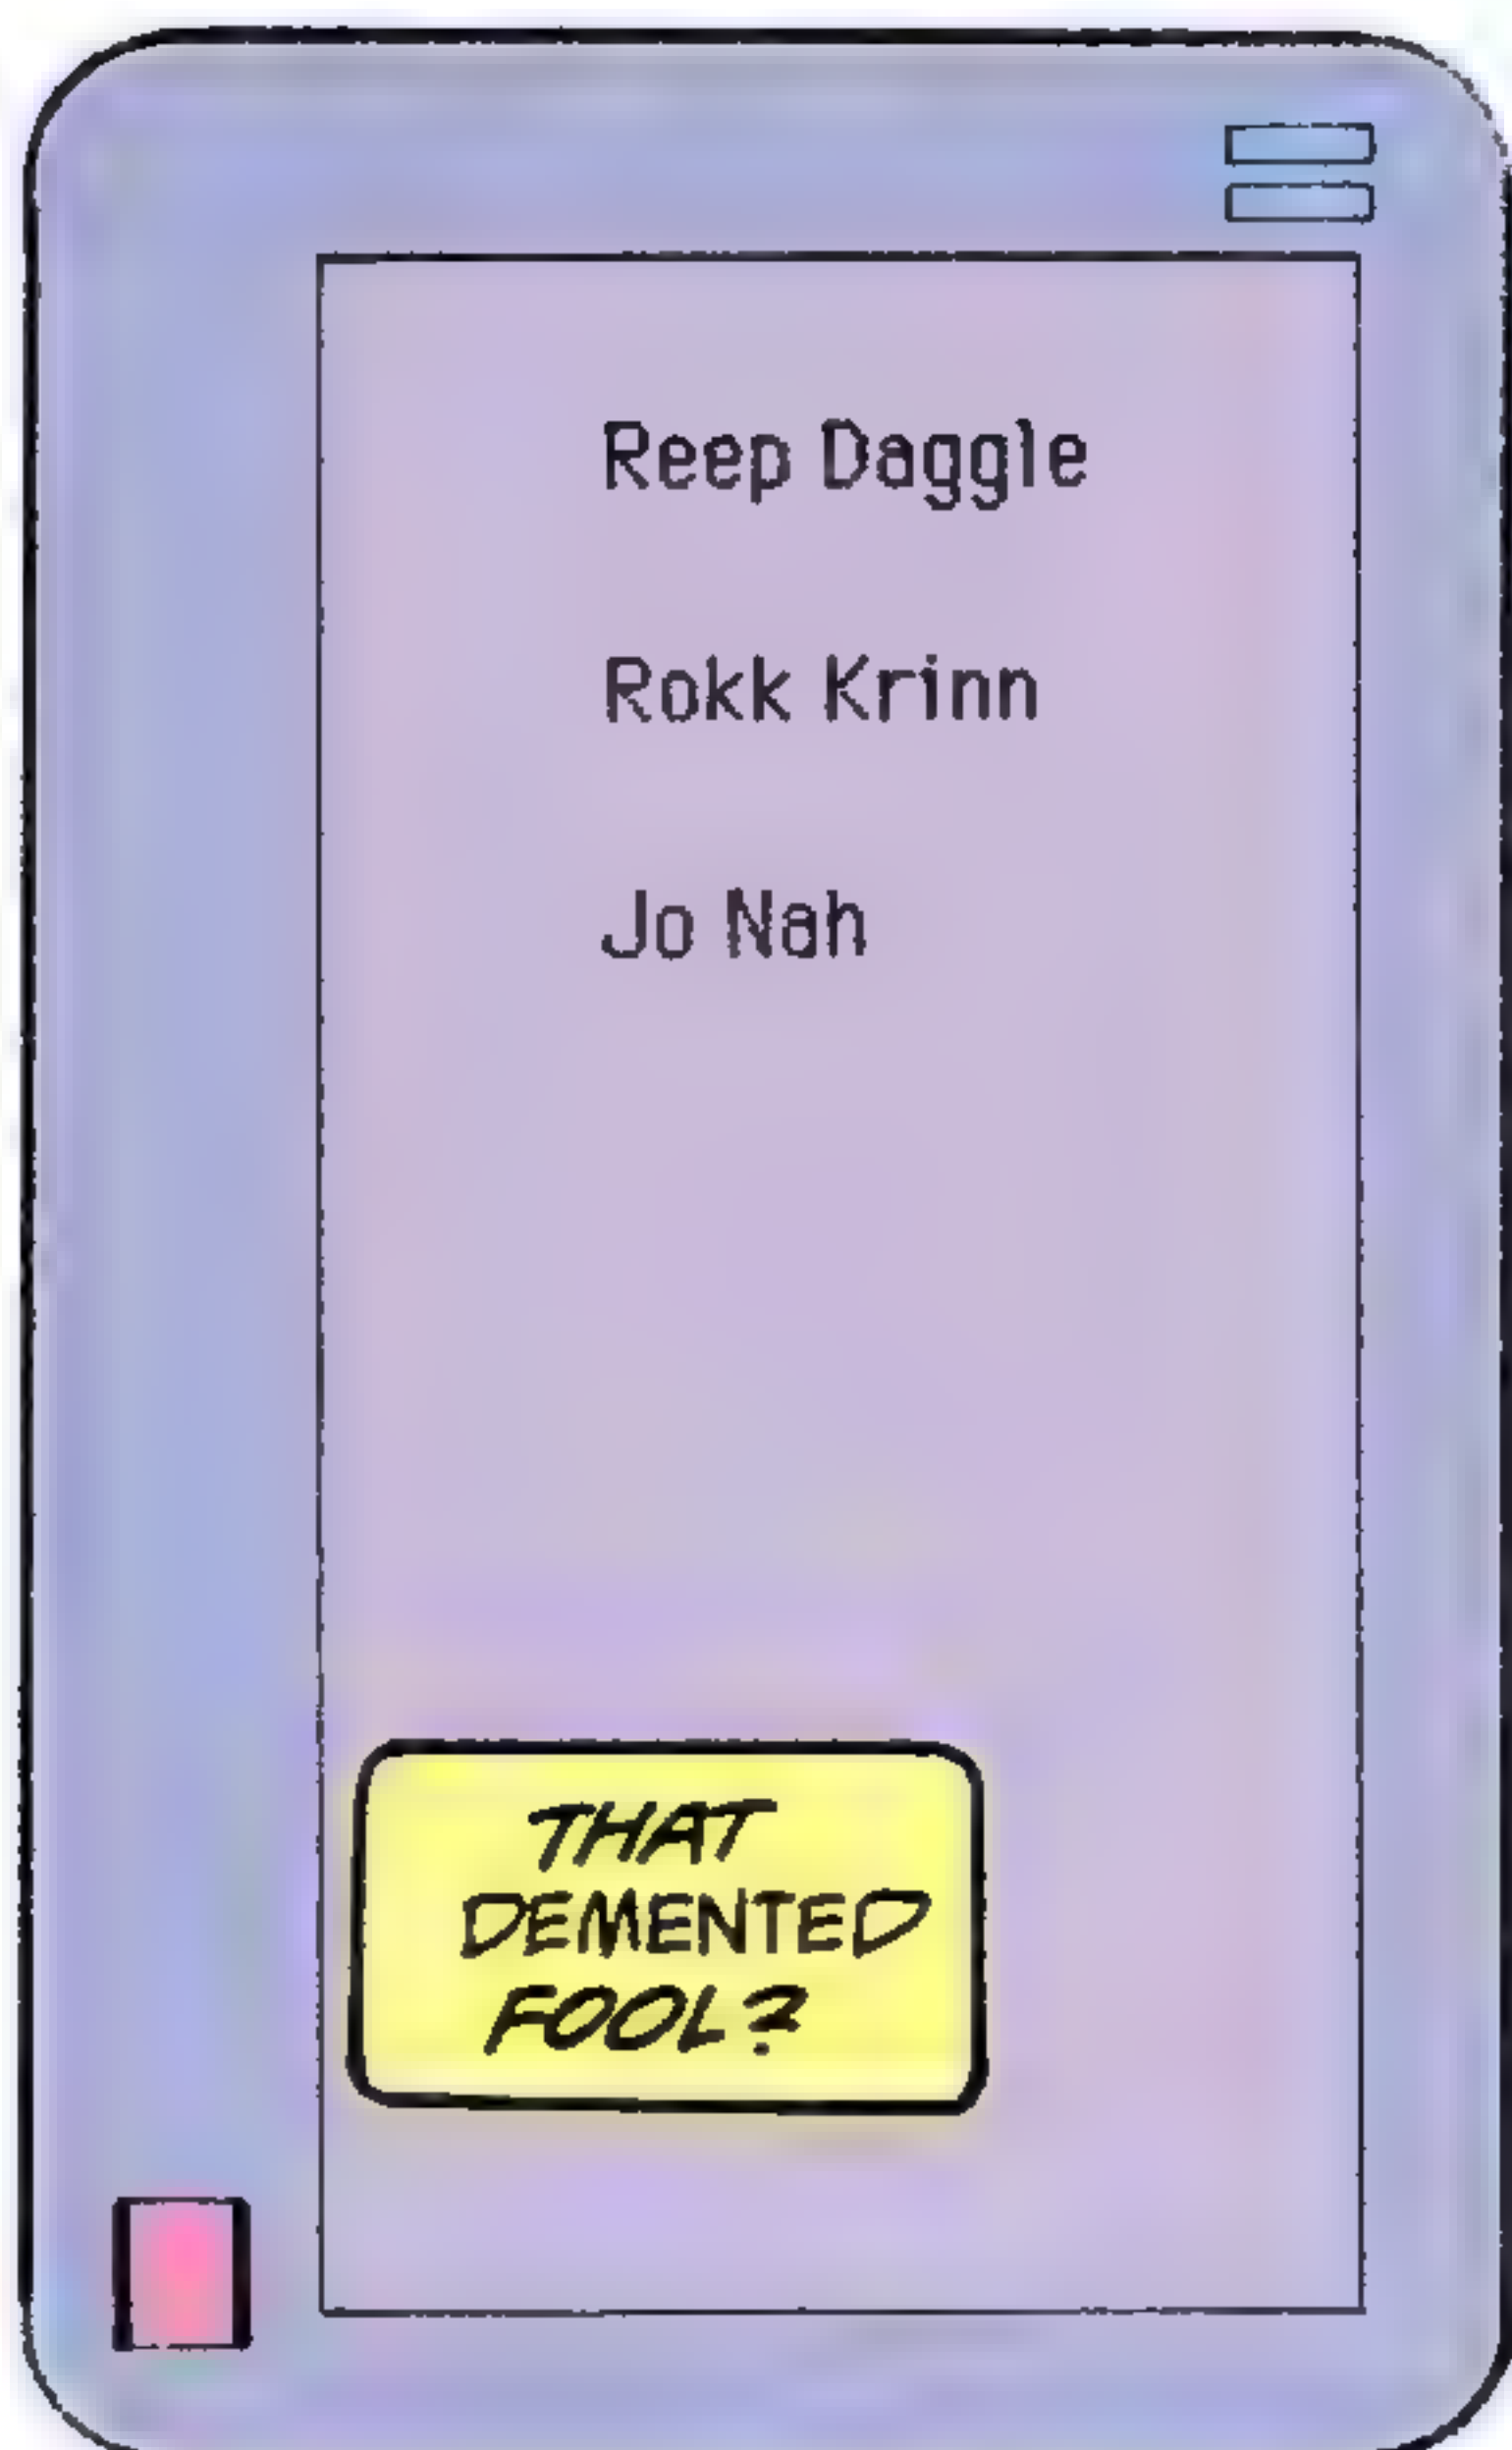 Reep Daggle
Rokk Krinn
Jo Nah
THAT
DEMENTED
FOOL?